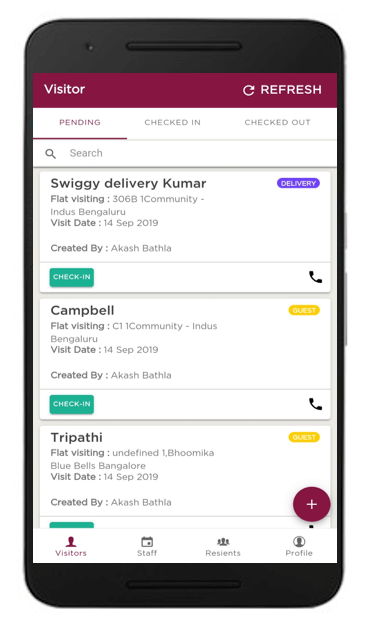 Visitor
REFRESH
PENDING
CHECKED IN
CHECKED OUT
Search
Swiggy delivery Kumar
DELIVERY
Flat visiting : 306B 1Community -
Indus Bengaluru
Visit Date : 14 Sep 2019
Created By : Akash Bathla
CHECK-IN
Campbell
GUEST
Flat visiting : C1 1Community - Indus
Bengaluru
Visit Date : 14 Sep 2019
Created By : Akash Bathla
CHECK-IN
Tripathi
GUEST
Flat visiting : undefined 1,Bhoomika
Blue Bells Bangalore
Visit Date : 14 Sep 2019
Created By : Akash Bathla
Visitors
Staff
Resients
Profile